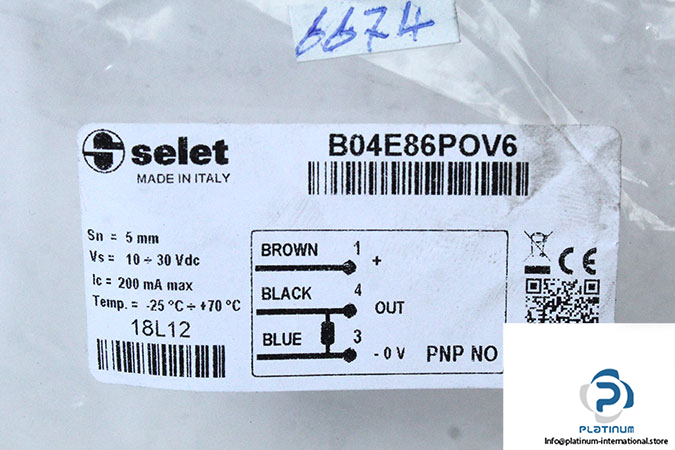 6674
selet
MADE IN ITALY
B04E86POV6
Sn = 5 mm
Vs = 10 ÷ 30 Vdc
Ic = 200 mA max
Temp. = -25 °C ÷ +70 °C
18L12
BROWN 1 +
BLACK 4 OUT
BLUE 3 - 0 V
PNP NO
CE
PLATINUM
Info@platinum-international.store